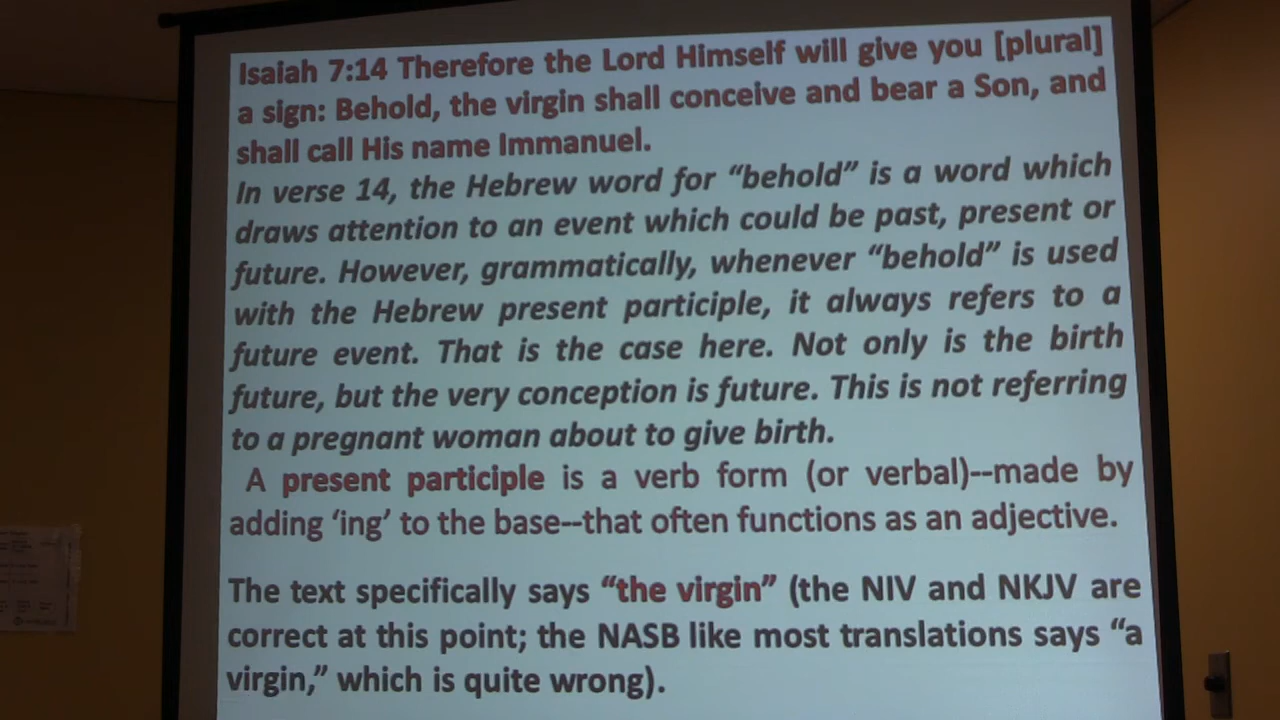 Isaiah 7:14 Therefore the Lord Himself will give you [plural]
a sign: Behold, the virgin shall conceive and bear a Son, and
shall call His name Immanuel.
In verse 14, the Hebrew word for “behold” is a word which
draws attention to an event which could be past, present or
future. However, grammatically, whenever “behold” is used
with the Hebrew present participle, it always refers to a
future event. That is the case here. Not only is the birth
future, but the very conception is future. This is not referring
to a pregnant woman about to give birth.
A present participle is a verb form (or verbal)--made by
adding ‘ing’ to the base--that often functions as an adjective.
The text specifically says “the virgin” (the NIV and NKJV are
correct at this point; the NASB like most translations says “a
virgin,” which is quite wrong).